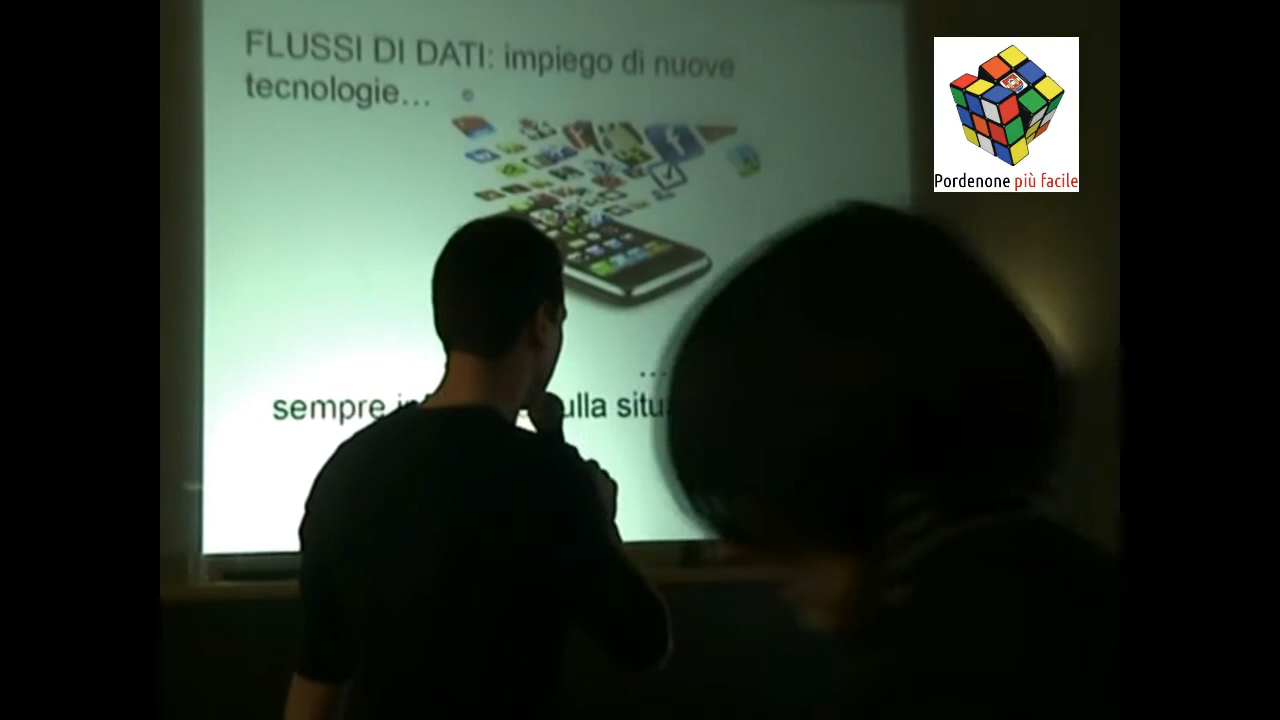 FLUSSI DI DATI: impiego di nuove
tecnologie…
Pordenone più facile
…
sempre ulla situ